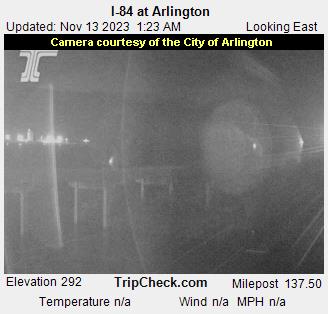 I-84 at Arlington
Updated: Nov 13 2023 1:23 AM Looking East
Camera courtesy of the City of Arlington
Elevation 292 TripCheck.com Milepost 137.50
Temperature n/a Wind n/a MPH n/a